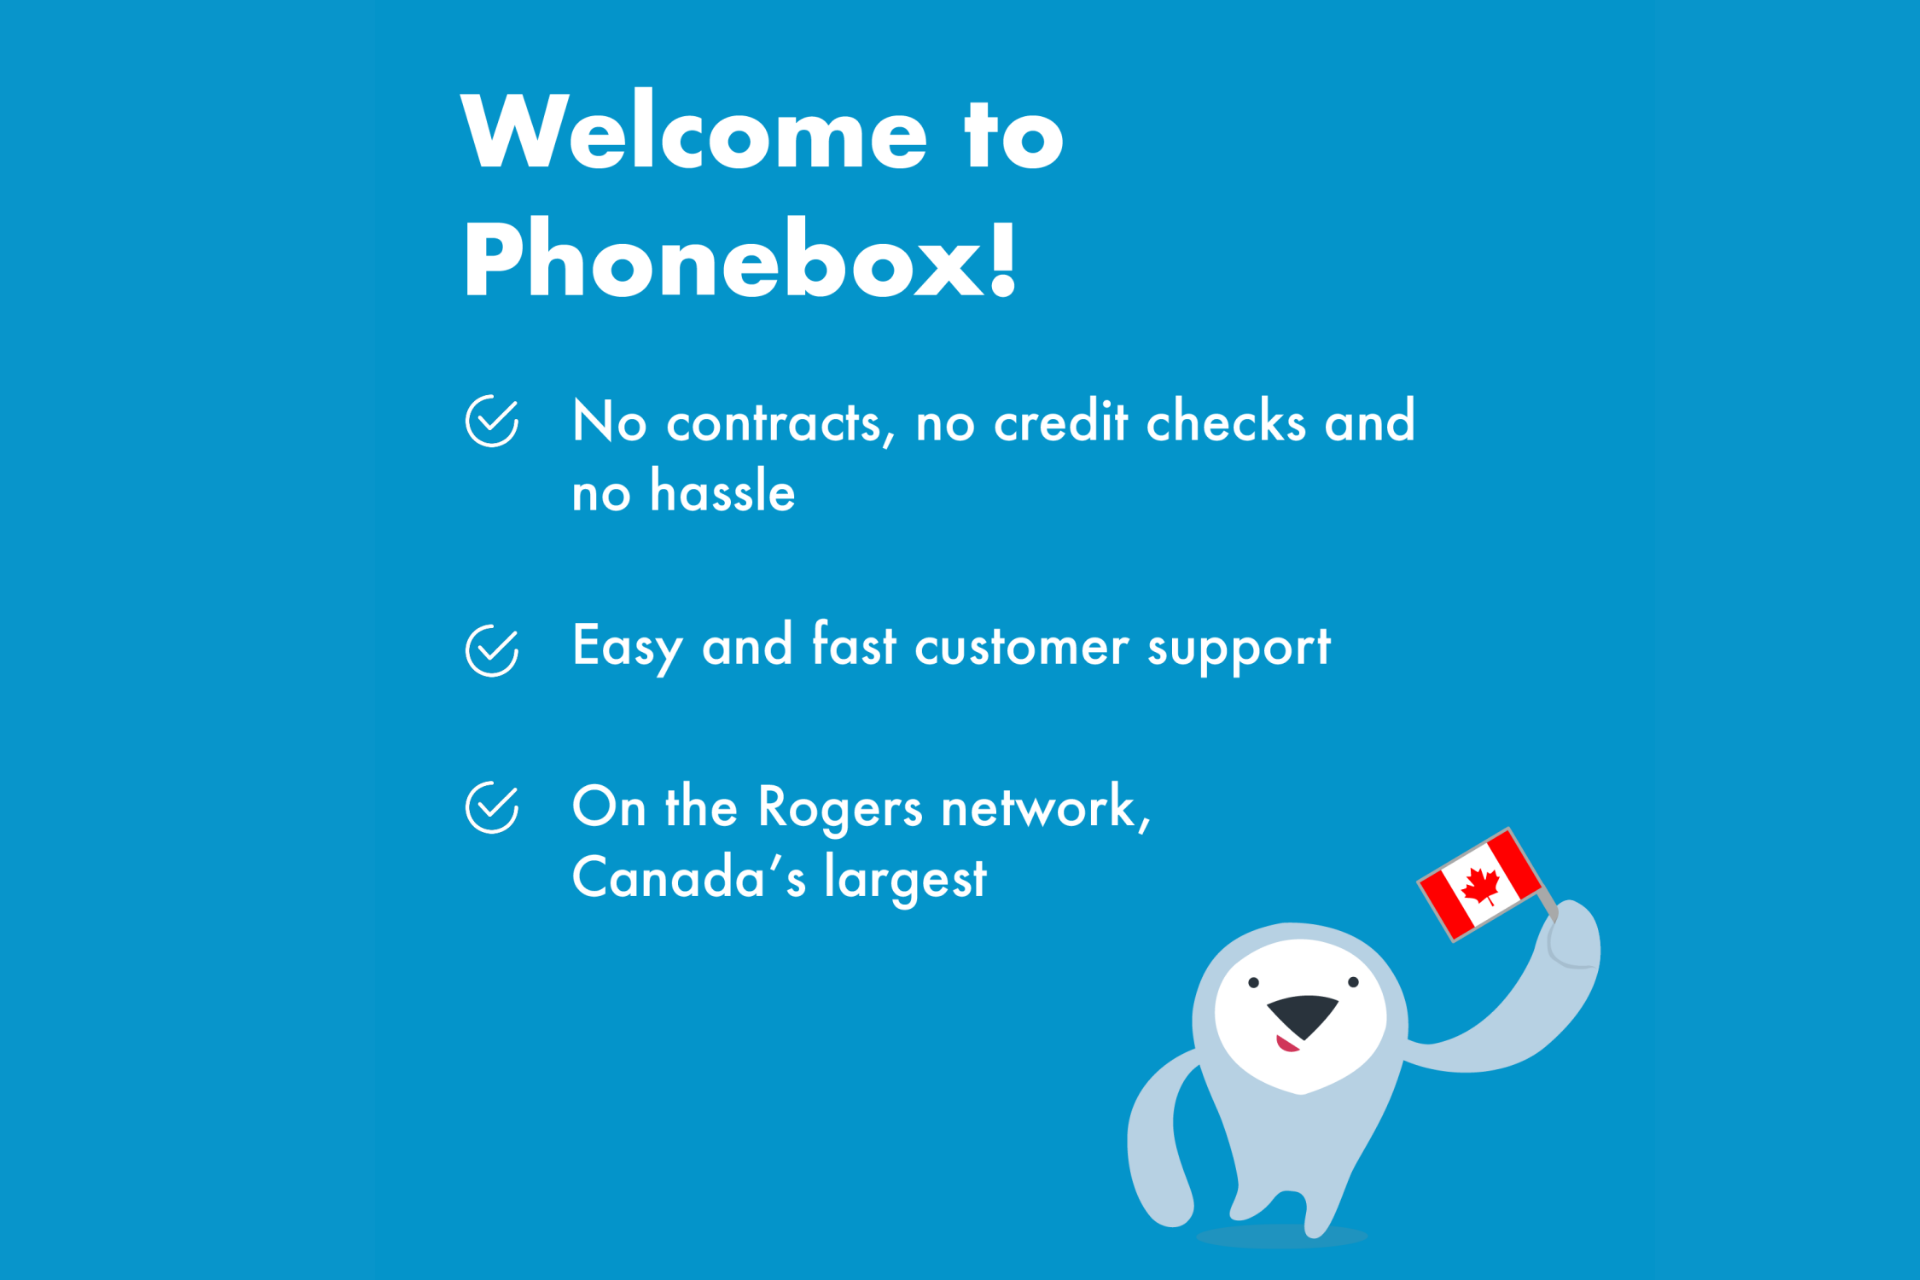 Welcome to
Phonebox!
No contracts, no credit checks and
no hassle
Easy and fast customer support
On the Rogers network,
Canada's largest